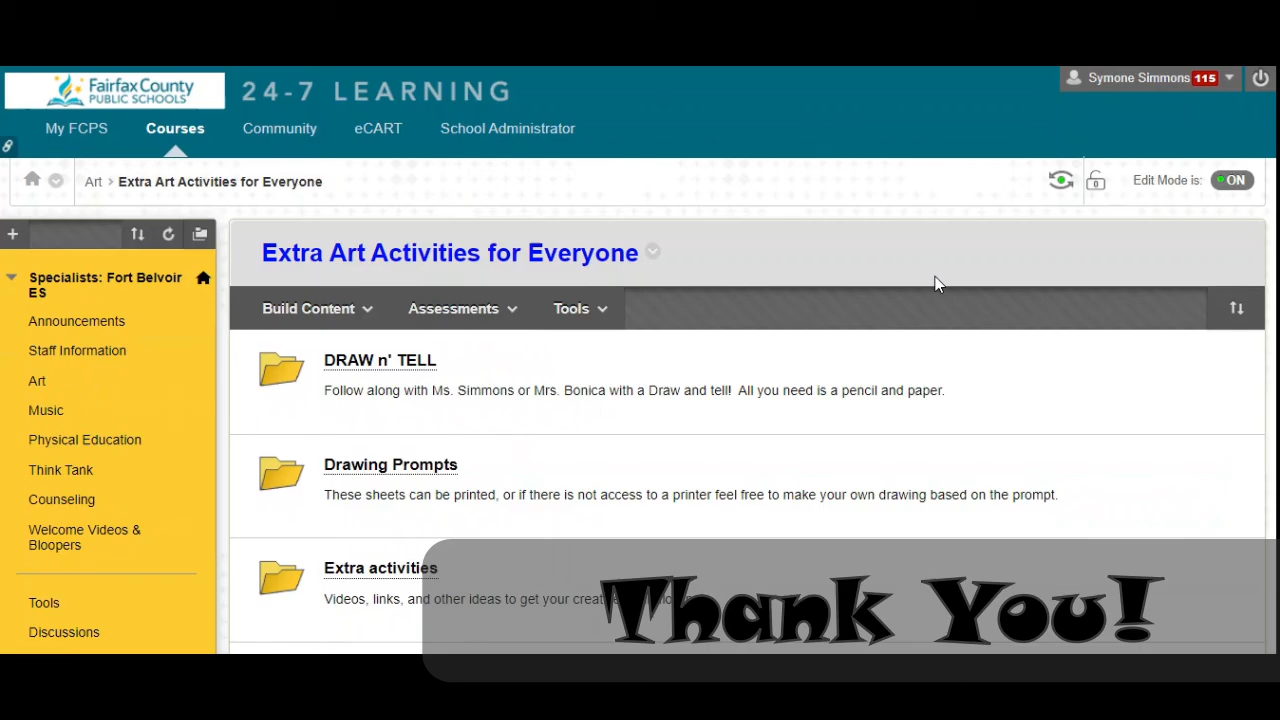 Fairfax County
PUBLIC SCHOOLS
24-7 LEARNING
Symone Simmons 115
My FCPS
Courses
Community
eCART
School Administrator
Art > Extra Art Activities for Everyone
Edit Mode is: ON
Specialists: Fort Belvoir
ES
Announcements
Staff Information
Art
Music
Physical Education
Think Tank
Counseling
Welcome Videos &
Bloopers
Tools
Discussions
Extra Art Activities for Everyone
Build Content
Assessments
Tools
DRAW n' TELL
Follow along with Ms. Simmons or Mrs. Bonica with a Draw and tell! All you need is a pencil and paper.
Drawing Prompts
These sheets can be printed, or if there is not access to a printer feel free to make your own drawing based on the prompt.
Extra activities
Videos, links, and other ideas to get your
Thank You!